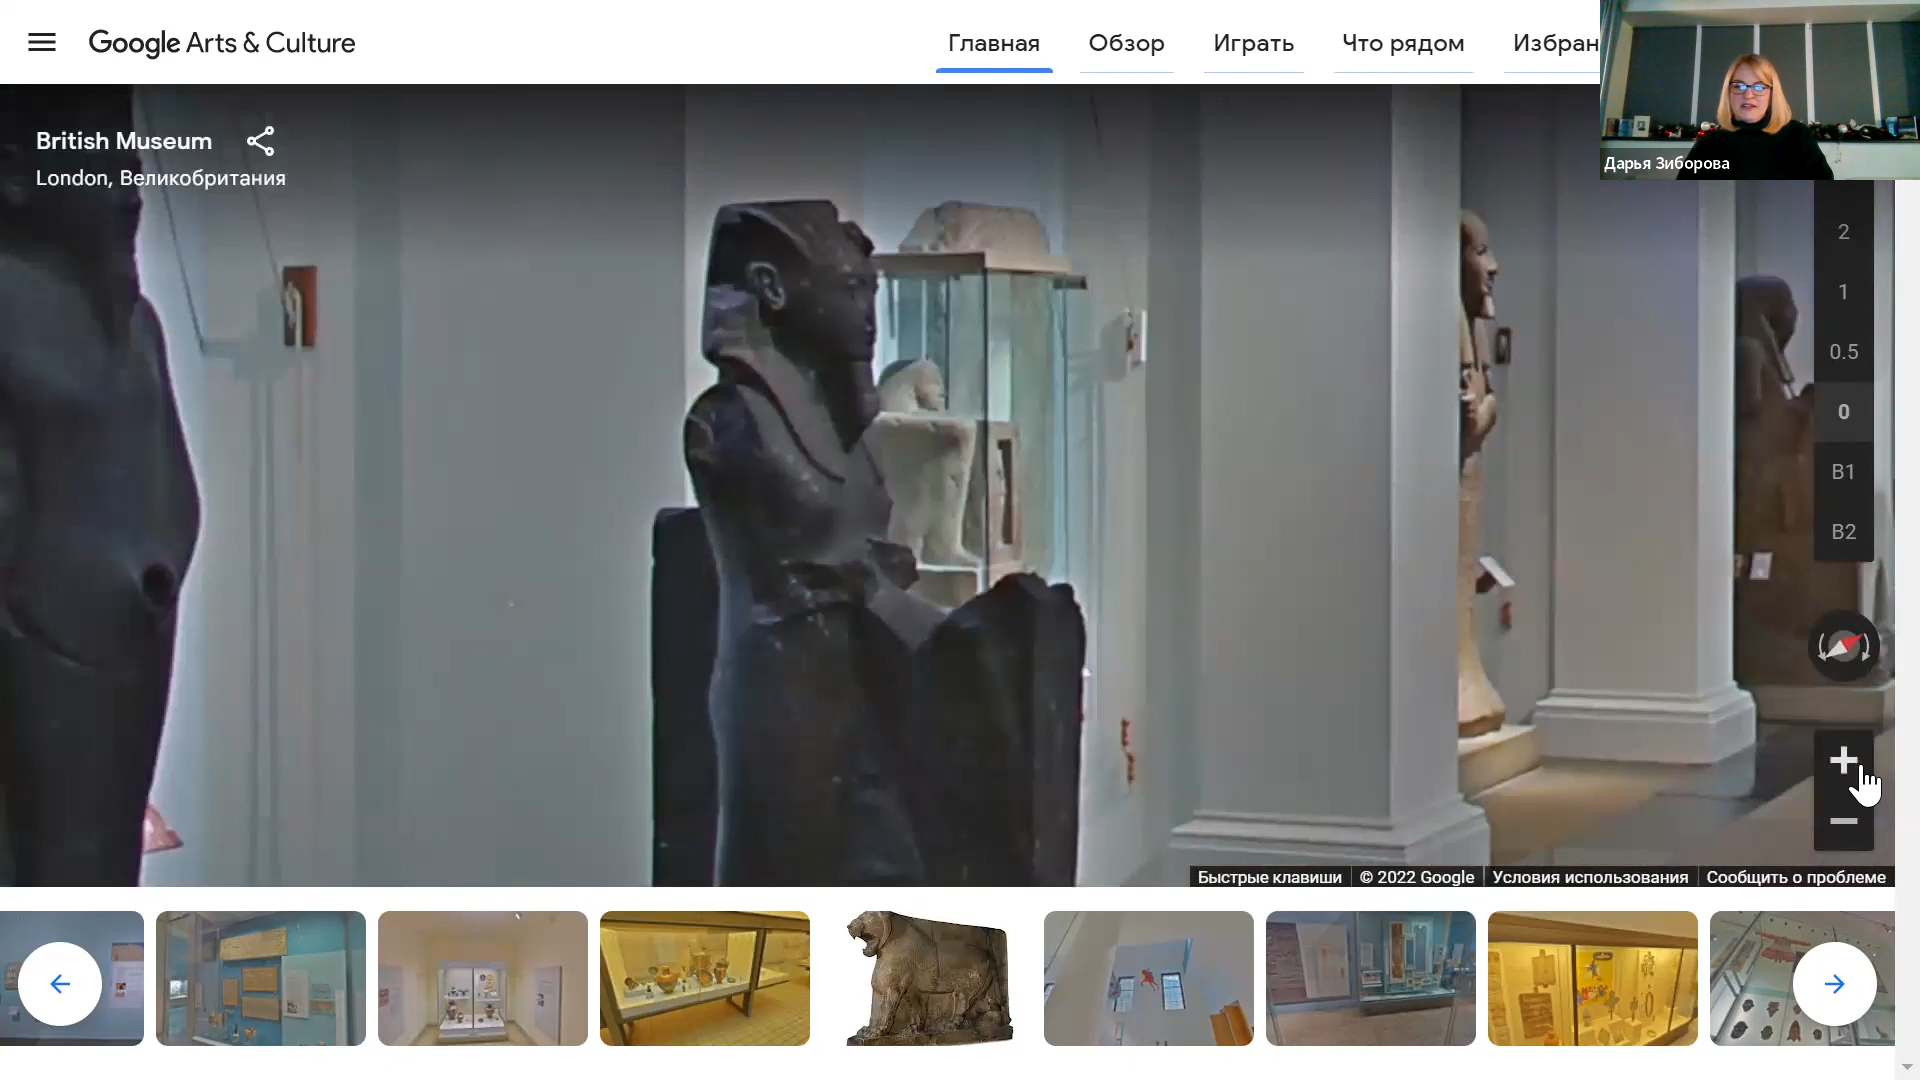 Google Arts & Culture
Главная
Обзор
Играть
Что рядом
Избран
British Museum
London, Великобритания
Дарья Зиборова
2
1
0.5
0
B1
B2
Быстрые клавиши
© 2022 Google
Условия использования
Сообщить о проблеме